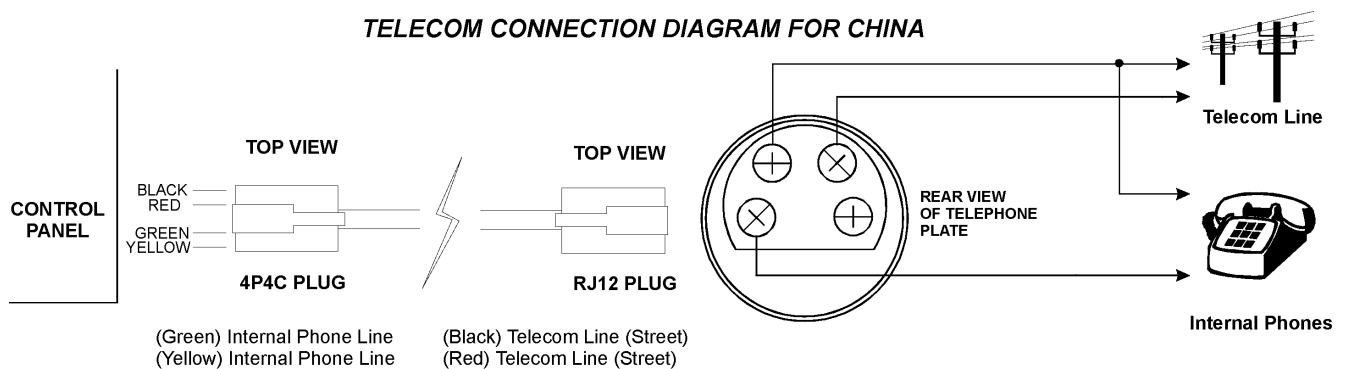 TELECOM CONNECTION DIAGRAM FOR CHINA
Telecom Line
TOP VIEW
TOP VIEW
BLACK
RED
GREEN
YELLOW
CONTROL
PANEL
REAR VIEW
OF TELEPHONE
PLATE
4P4C PLUG
RJ12 PLUG
Internal Phones
(Green) Internal Phone Line
(Yellow) Internal Phone Line
(Black) Telecom Line (Street)
(Red) Telecom Line (Street)